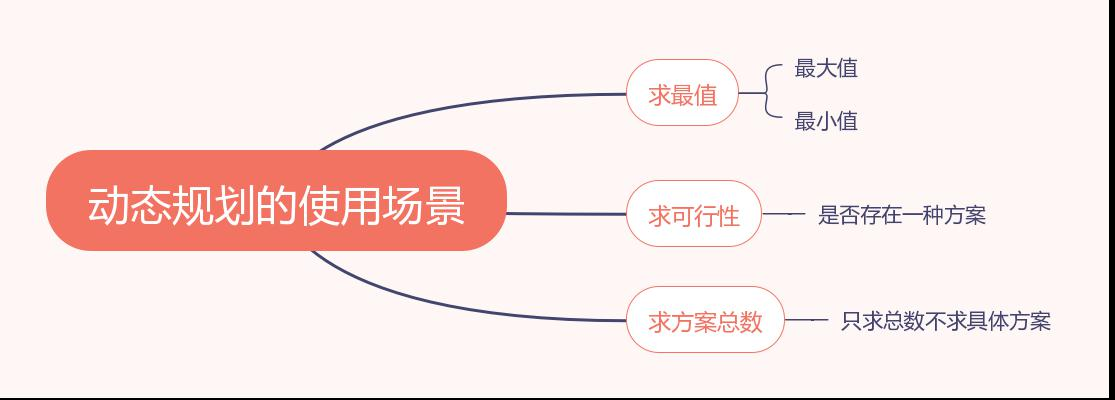 动态规划的使用场景
求最值
最大值
最小值
求可行性
是否存在一种方案
求方案总数
只求总数不求具体方案